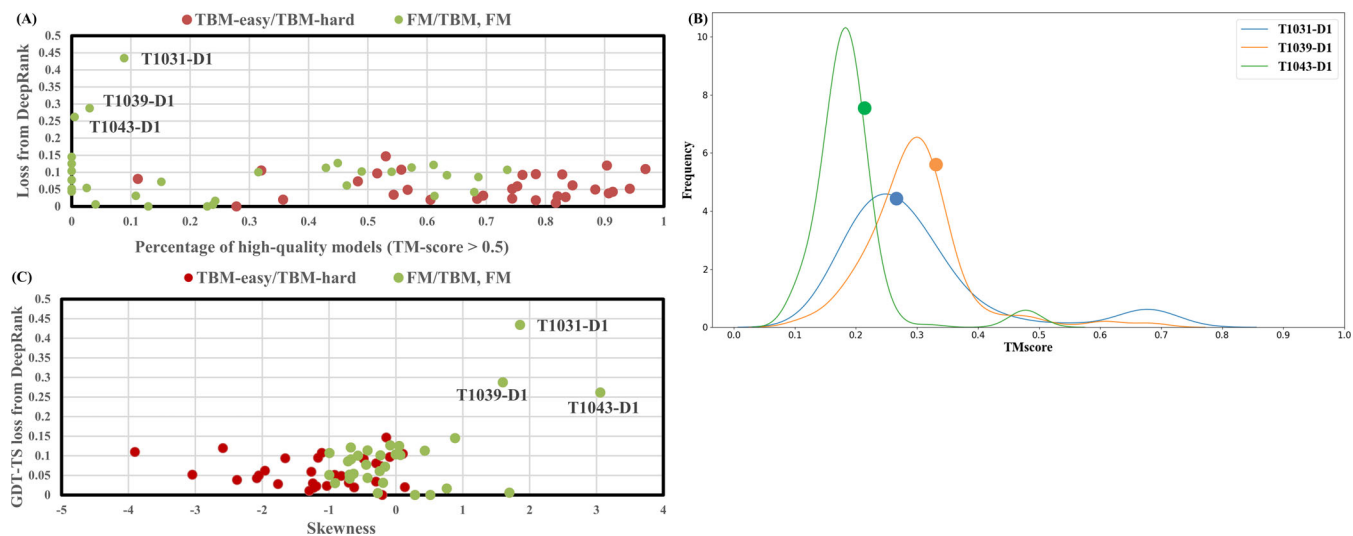 (A)
TBM-easy/TBM-hard
FM/TBM, FM
Loss from DeepRank
0.5
0.45
0.4
0.35
0.3
0.25
0.2
0.15
0.1
0.05
0
T1031-D1
T1039-D1
T1043-D1
0 0.1 0.2 0.3 0.4 0.5 0.6 0.7 0.8 0.9 1
Percentage of high-quality models (TM-score > 0.5)
(B)
T1031-D1
T1039-D1
T1043-D1
Frequency
10
8
6
4
2
0
0.0 0.1 0.2 0.3 0.4 0.5 0.6 0.7 0.8 0.9 1.0
TMscore
(C)
TBM-easy/TBM-hard
FM/TBM, FM
GDT-TS loss from DeepRank
0.5
0.45
0.4
0.35
0.3
0.25
0.2
0.15
0.1
0.05
0
T1031-D1
T1039-D1
T1043-D1
-5 -4 -3 -2 -1 0 1 2 3 4
Skewness